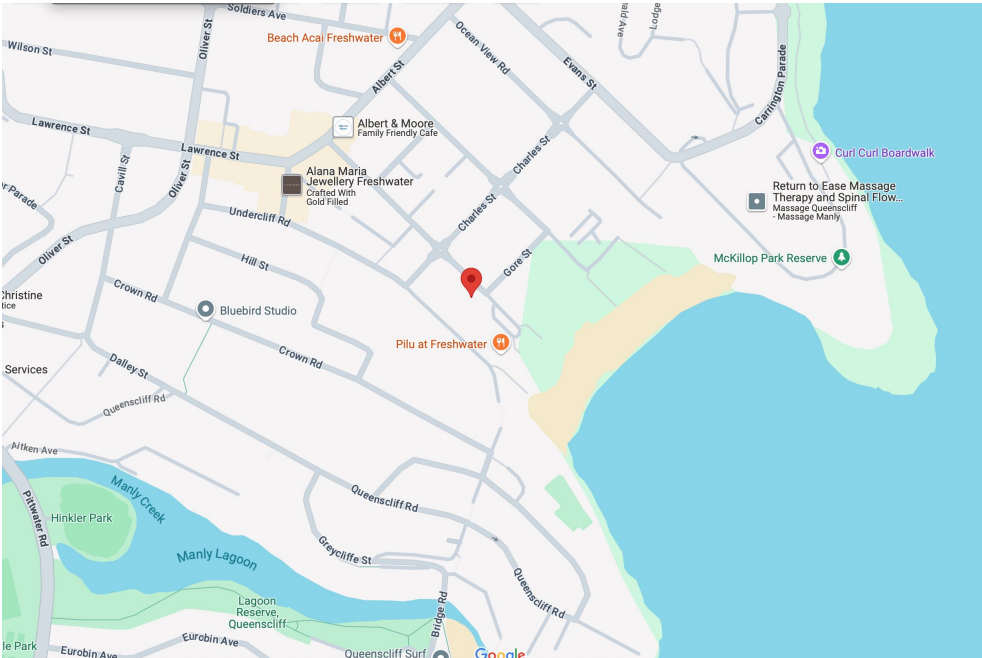 Soldiers Ave
Beach Acai Freshwater
Oliver St
Wilson St
Albert St
Ocean View Rd
Evans St
Carrington Parade
Lawrence St
Albert & Moore
Family Friendly Cafe
Lawrence St
Charles St
Curl Curl Boardwalk
Cavill St
Oliver St
Alana Maria
Jewellery Freshwater
Crafted With
Gold Filled
Return to Ease Massage
Therapy and Spinal Flow...
Massage Queenscliff
- Massage Manly
Parade
Undercliff Rd
Charles St
Oliver St
Hill St
Gore St
McKillop Park Reserve
Christine
Crown Rd
Bluebird Studio
Pilu at Freshwater
Crown Rd
Dalley St
Services
Queenscliff Rd
Aitken Ave
Manly Creek
Pittwater Rd
Hinkler Park
Queenscliff Rd
Manly Lagoon
Greycliffe St
Queenscliff Rd
Lagoon
Reserve,
Queenscliff
Bridge Rd
Eurobin Ave
Eurobin Ave
le Park
Queenscliff Surf
Google